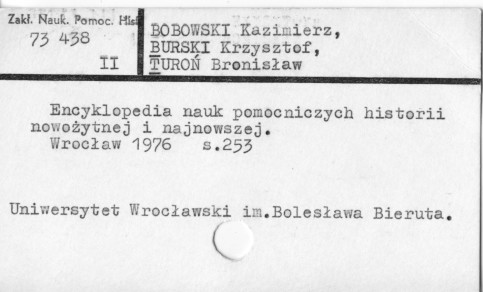 Zakł. Nauk. Pomoc. Hist
73 438
II
BOBOWSKI Kazimierz,
BURSKI Krzysztof,
TUROŃ Bronisław
Encyklopedia nauk pomocniczych historii
nowożytnej i najnowszej.
Wrocław 1976 s.253
Uniwersytet Wrocławski im.Bolesława Bieruta.